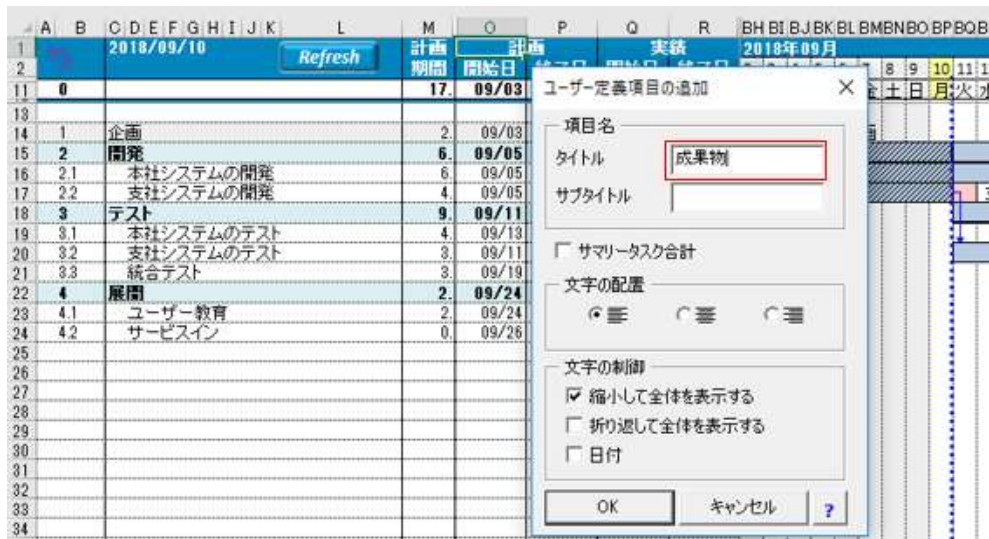 A B C D E F G H I J K L M O P Q R BH BI BJ BK BL BM BN BO BP BQ
1 2018/09/10 Refresh 計画 計画 実績 2018年09月
2 期間 開始日 8 9 10 11
11 0 17. 09/03 土 日 月 火
13
14 1 企画 2. 09/03
15 2 開発 6. 09/05
16 2.1 本社システムの開発 6. 09/05
17 2.2 支社システムの開発 4. 09/05
18 3 テスト 9. 09/11
19 3.1 本社システムのテスト 4. 09/13
20 3.2 支社システムのテスト 3. 09/11
21 3.3 統合テスト 3. 09/19
22 4 展開 2. 09/24
23 4.1 ユーザー教育 2. 09/24
24 4.2 サービスイン 0. 09/26
25
26
27
28
29
30
31
32
33
34
ユーザー定義項目の追加
項目名
タイトル 成果物
サブタイトル
サマリータスク合計
文字の配置
文字の制御
縮小して全体を表示する
折り返して全体を表示する
日付
OK キャンセル ?